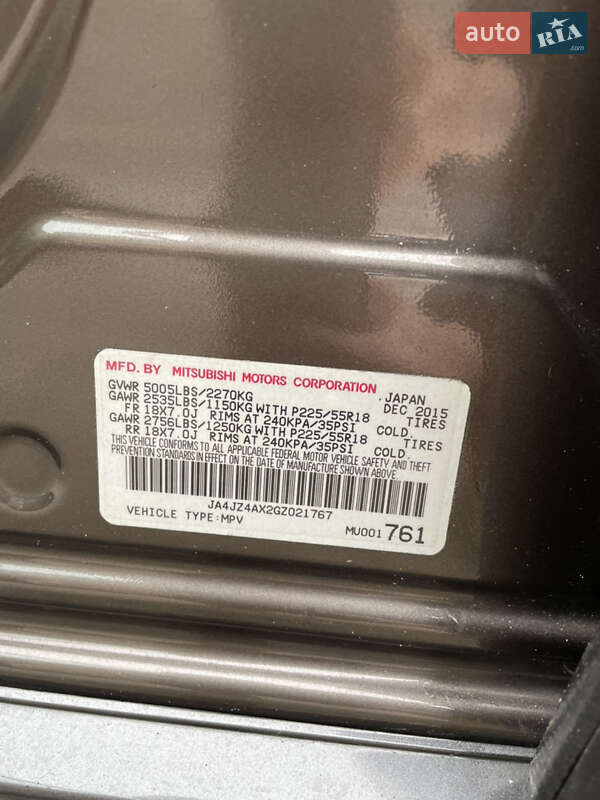 auto RIA.com
MFD. BY MITSUBISHI MOTORS CORPORATION
GVWR 5005LBS/2270KG JAPAN
GAWR 2535LBS/1150KG WITH P225/55R18 DEC 2015
FR 18X7.0J RIMS AT 240KPA/35PSI COLD. TIRES
GAWR 2756LBS/1250KG WITH P225/55R18
RR 18X7.0J RIMS AT 240KPA/35PSI COLD. TIRES
THIS VEHICLE CONFORMS TO ALL APPLICABLE FEDERAL MOTOR VEHICLE SAFETY AND THEFT
PREVENTION STANDARDS IN EFFECT ON THE DATE OF MANUFACTURE SHOWN ABOVE.
JA4JZ4AX2GZ021767
VEHICLE TYPE:MPV MU001761